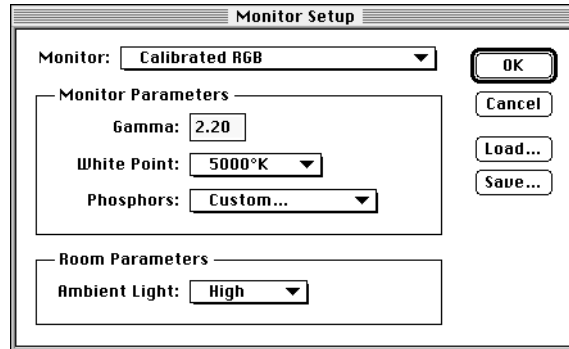 Monitor Setup
Monitor: Calibrated RGB
OK
Monitor Parameters
Cancel
Gamma: 2.20
Load...
White Point: 5000°K
Save...
Phosphors: Custom...
Room Parameters
Ambient Light: High